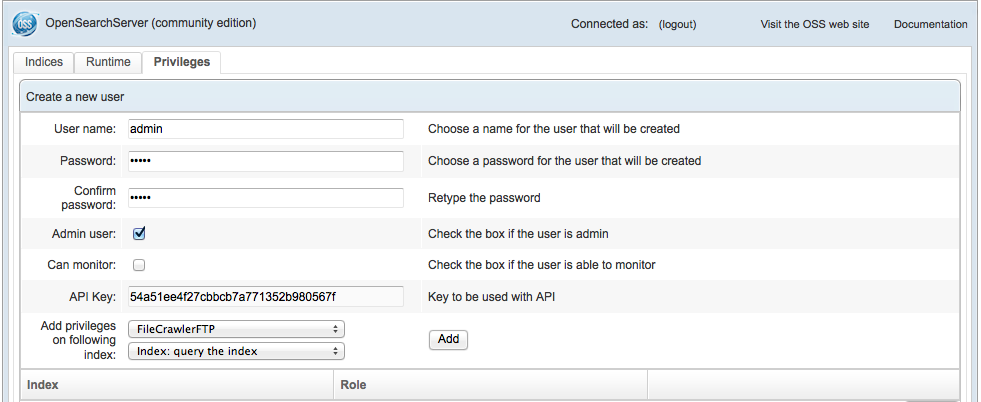 OSS OpenSearchServer (community edition) Connected as: (logout) Visit the OSS web site Documentation
Indices Runtime Privileges
Create a new user
User name: admin Choose a name for the user that will be created
Password: ••••• Choose a password for the user that will be created
Confirm
password: ••••• Retype the password
Admin user: Check the box if the user is admin
Can monitor: Check the box if the user is able to monitor
API Key: 54a51ee4f27cbbcb7a771352b980567f Key to be used with API
Add privileges
on following
index: FileCrawlerFTP
Index: query the index
Add
Index Role